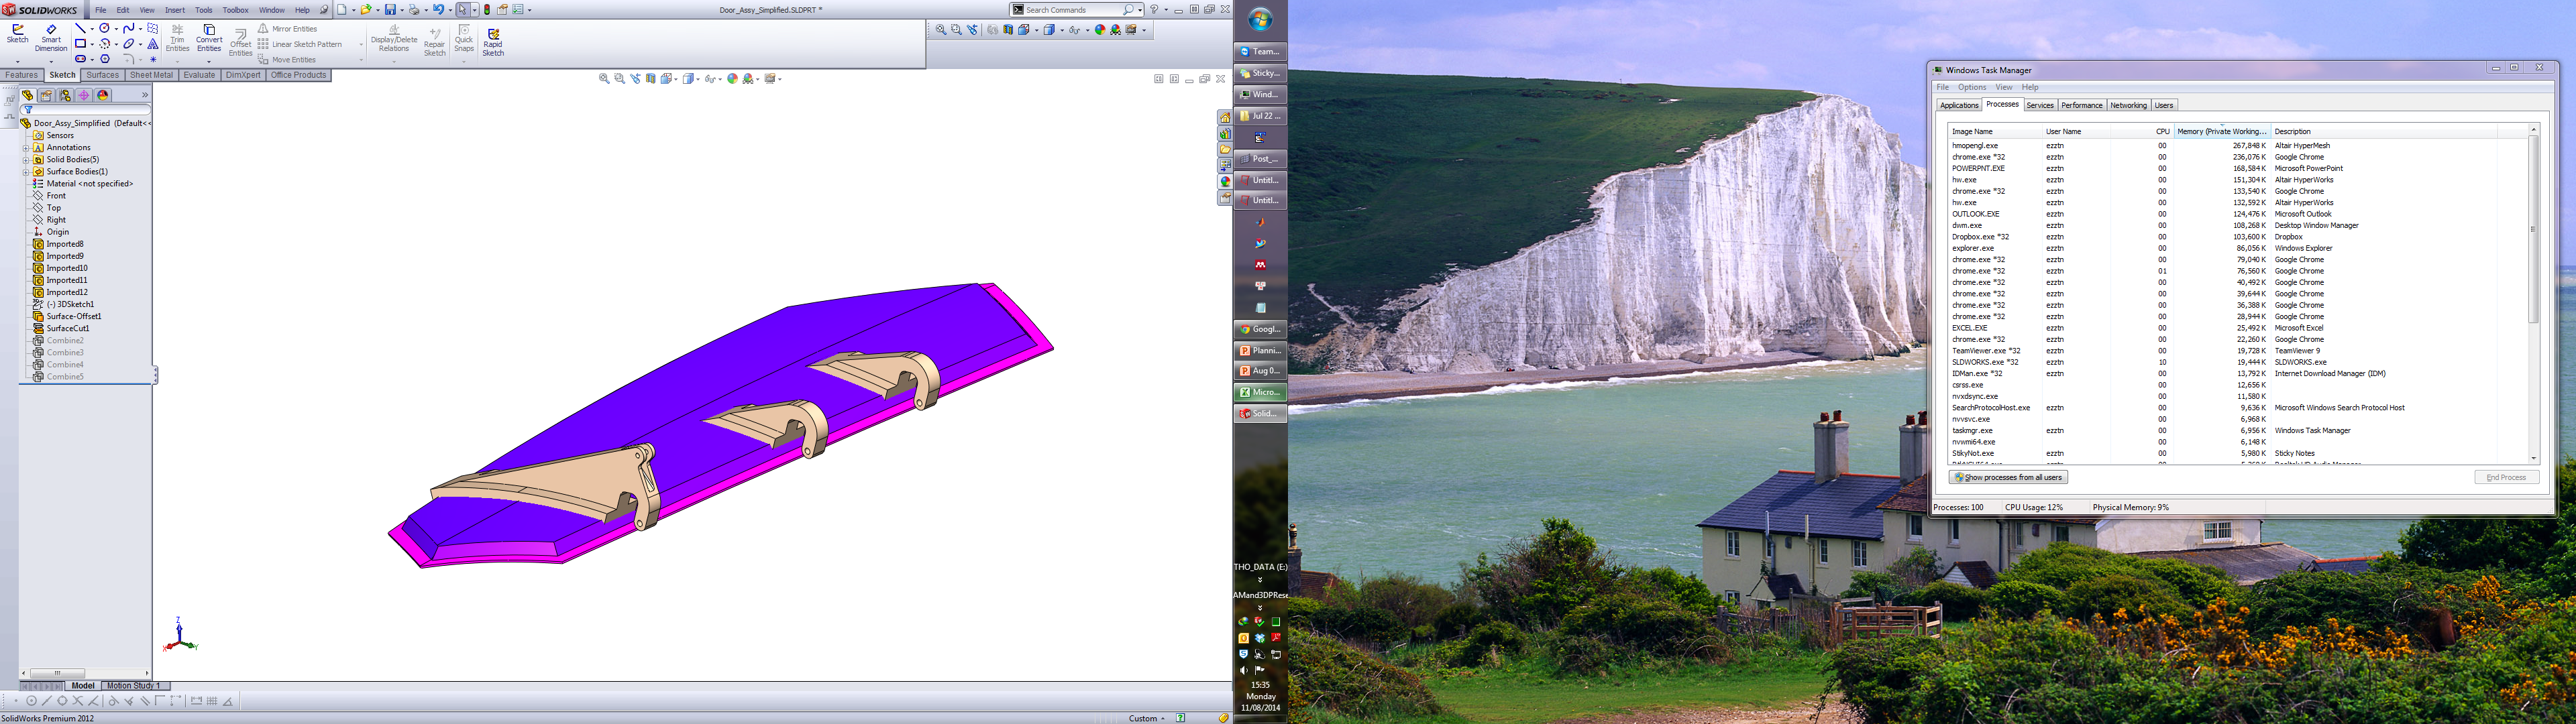 SOLIDWORKS File Edit View Insert Tools Toolbox Window Help Door_Assy_Simplified.SLDPRT * Search Commands
Sketch Smart Dimension Trim Entities Convert Entities Offset Entities Mirror Entities Linear Sketch Pattern Move Entities Display/Delete Relations Repair Sketch Quick Snaps Rapid Sketch
Features Sketch Surfaces Sheet Metal Evaluate DimXpert Office Products
Door_Assy_Simplified (Default<<
Sensors
Annotations
Solid Bodies(5)
Surface Bodies(1)
Material <not specified>
Front
Top
Right
Origin
Imported8
Imported9
Imported10
Imported11
Imported12
(-) 3DSketch1
Surface-Offset1
SurfaceCut1
Combine2
Combine3
Combine4
Combine5
Z
X
Y
Model Motion Study 1
SolidWorks Premium 2012
Custom
Team...
Sticky...
Wind...
Jul 22 ...
Post_...
Untitl...
Untitl...
Googl...
Planni...
Aug 0...
Micro...
Solid...
THO_DATA (E:)
AMand3DPRese
15:35
Monday
11/08/2014
Windows Task Manager
File Options View Help
Applications Processes Services Performance Networking Users
Image Name User Name CPU Memory (Private Working... Description
hmopengl.exe ezztn 00 267,848 K Altair HyperMesh
chrome.exe *32 ezztn 00 236,076 K Google Chrome
POWERPNT.EXE ezztn 00 168,584 K Microsoft PowerPoint
hw.exe ezztn 00 151,304 K Altair HyperWorks
chrome.exe *32 ezztn 00 133,540 K Google Chrome
hw.exe ezztn 00 132,592 K Altair HyperWorks
OUTLOOK.EXE ezztn 00 124,476 K Microsoft Outlook
dwm.exe ezztn 00 108,268 K Desktop Window Manager
Dropbox.exe *32 ezztn 00 103,600 K Dropbox
explorer.exe ezztn 00 86,056 K Windows Explorer
chrome.exe *32 ezztn 00 79,040 K Google Chrome
chrome.exe *32 ezztn 01 76,560 K Google Chrome
chrome.exe *32 ezztn 00 40,492 K Google Chrome
chrome.exe *32 ezztn 00 39,644 K Google Chrome
chrome.exe *32 ezztn 00 36,388 K Google Chrome
chrome.exe *32 ezztn 00 28,944 K Google Chrome
EXCEL.EXE ezztn 00 25,492 K Microsoft Excel
chrome.exe *32 ezztn 00 22,260 K Google Chrome
TeamViewer.exe *32 ezztn 00 19,728 K TeamViewer 9
SLDWORKS.exe *32 ezztn 10 19,444 K SLDWORKS.exe
IDMan.exe *32 ezztn 00 13,792 K Internet Download Manager (IDM)
csrss.exe 00 12,656 K
nvxdsync.exe 00 11,580 K
SearchProtocolHost.exe ezztn 00 9,636 K Microsoft Windows Search Protocol Host
nvvsvc.exe 00 6,968 K
taskmgr.exe ezztn 00 6,956 K Windows Task Manager
nvwmi64.exe 00 6,148 K
StikyNot.exe ezztn 00 5,980 K Sticky Notes
Show processes from all users End Process
Processes: 100 CPU Usage: 12% Physical Memory: 9%